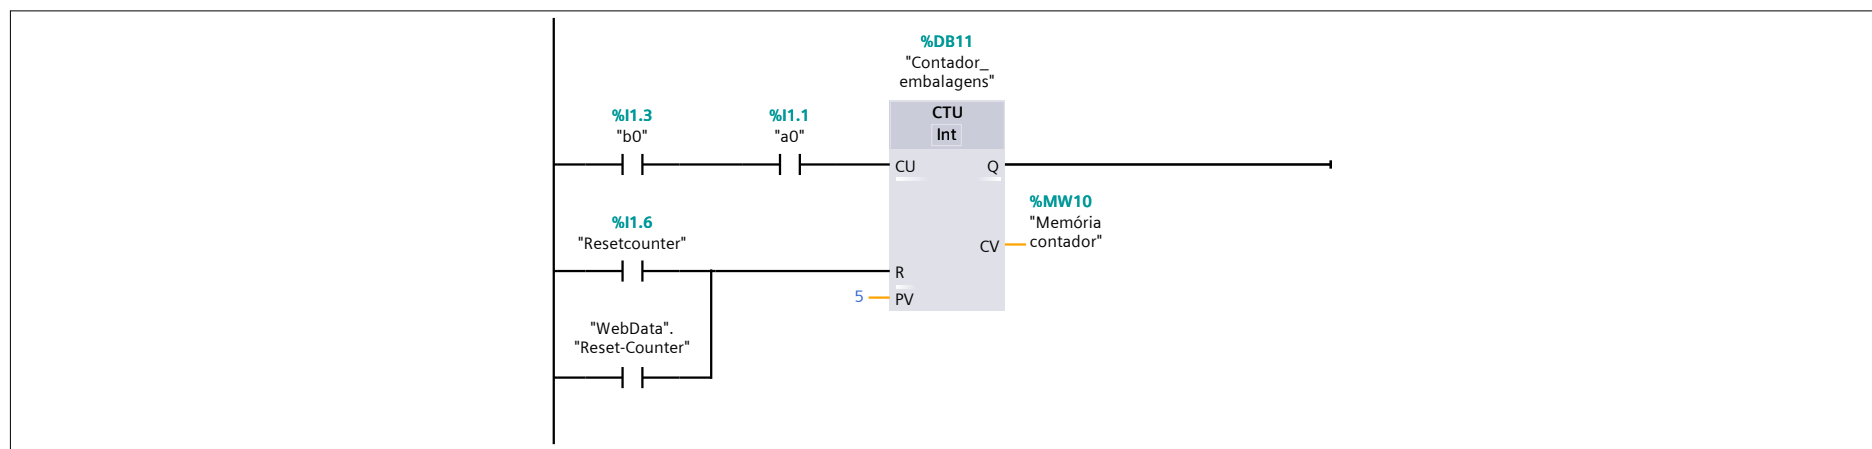 %DB11
"Contador_
embalagens"
%I1.3
"b0"
%I1.1
"a0"
CTU
Int
CU
Q
%I1.6
"Resetcounter"
%MW10
"Memória
contador"
CV
R
5
PV
"WebData".
"Reset-Counter"